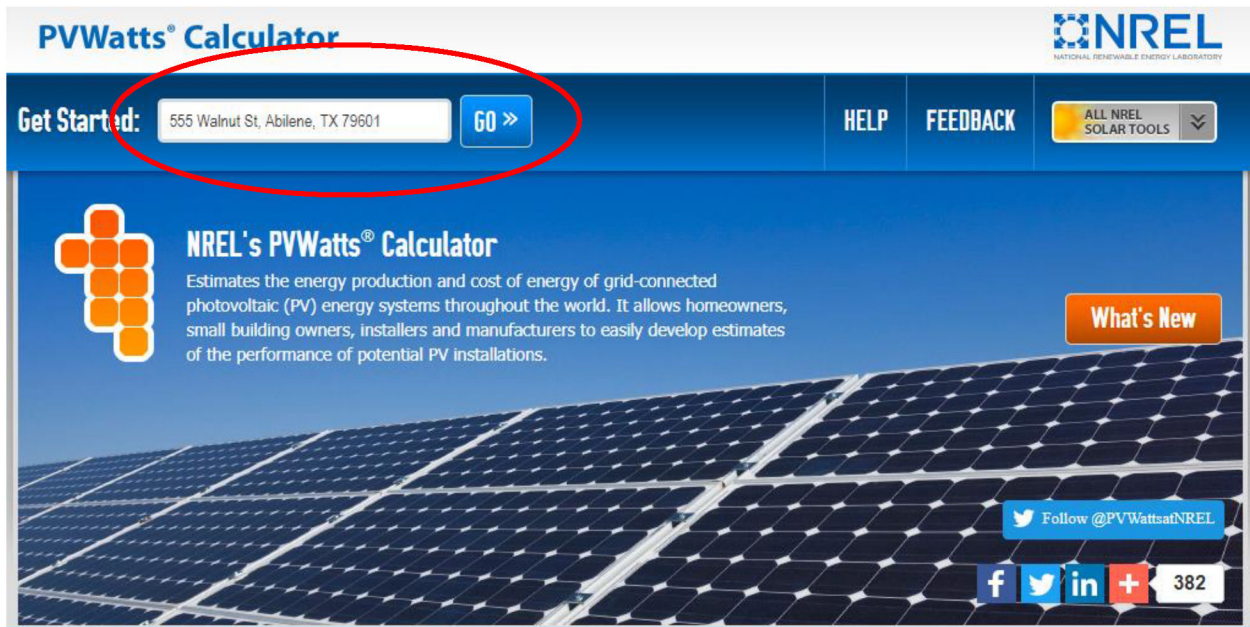 PVWatts® Calculator
NREL
NATIONAL RENEWABLE ENERGY LABORATORY
Get Started:
555 Walnut St, Abilene, TX 79601
GO »
HELP
FEEDBACK
ALL NREL
SOLAR TOOLS
NREL's PVWatts® Calculator
Estimates the energy production and cost of energy of grid-connected
photovoltaic (PV) energy systems throughout the world. It allows homeowners,
small building owners, installers and manufacturers to easily develop estimates
of the performance of potential PV installations.
What's New
Follow @PVWattsatNREL
f
in
+
382